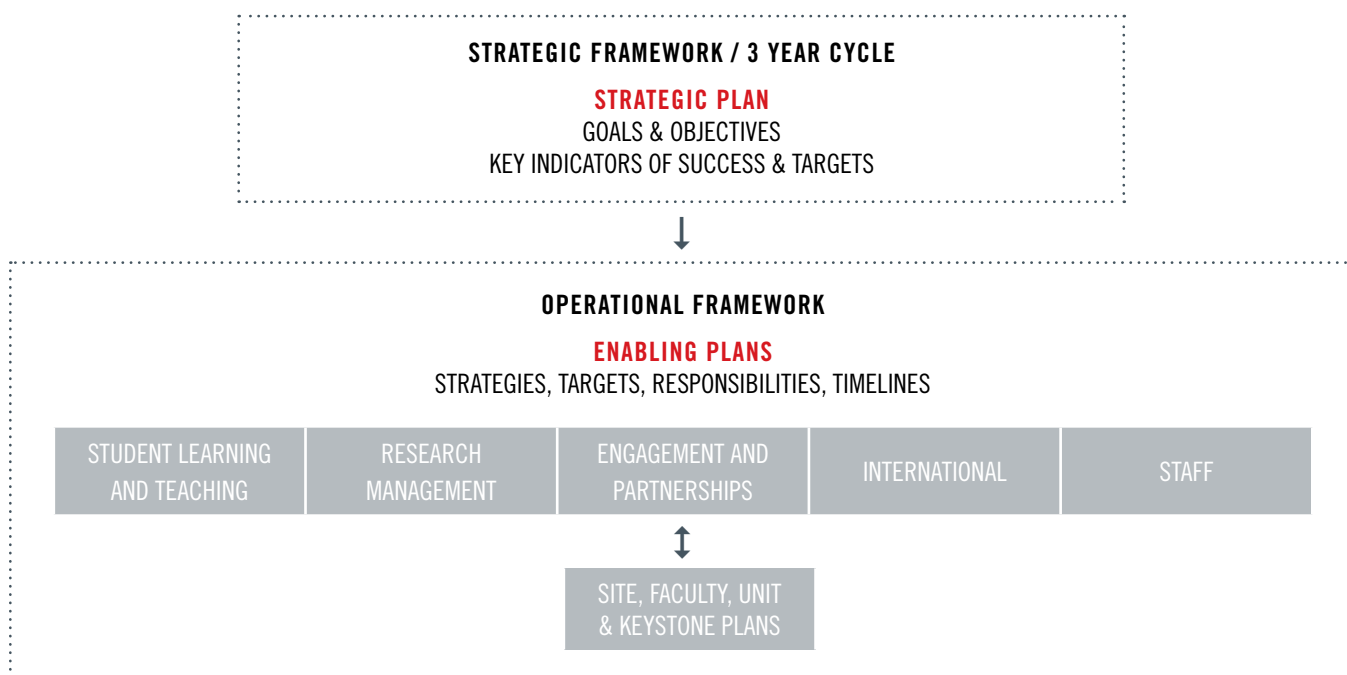 STRATEGIC FRAMEWORK / 3 YEAR CYCLE
STRATEGIC PLAN
GOALS & OBJECTIVES
KEY INDICATORS OF SUCCESS & TARGETS
OPERATIONAL FRAMEWORK
ENABLING PLANS
STRATEGIES, TARGETS, RESPONSIBILITIES, TIMELINES
STUDENT LEARNING
AND TEACHING
RESEARCH
MANAGEMENT
ENGAGEMENT AND
PARTNERSHIPS
INTERNATIONAL
STAFF
SITE, FACULTY, UNIT
& KEYSTONE PLANS